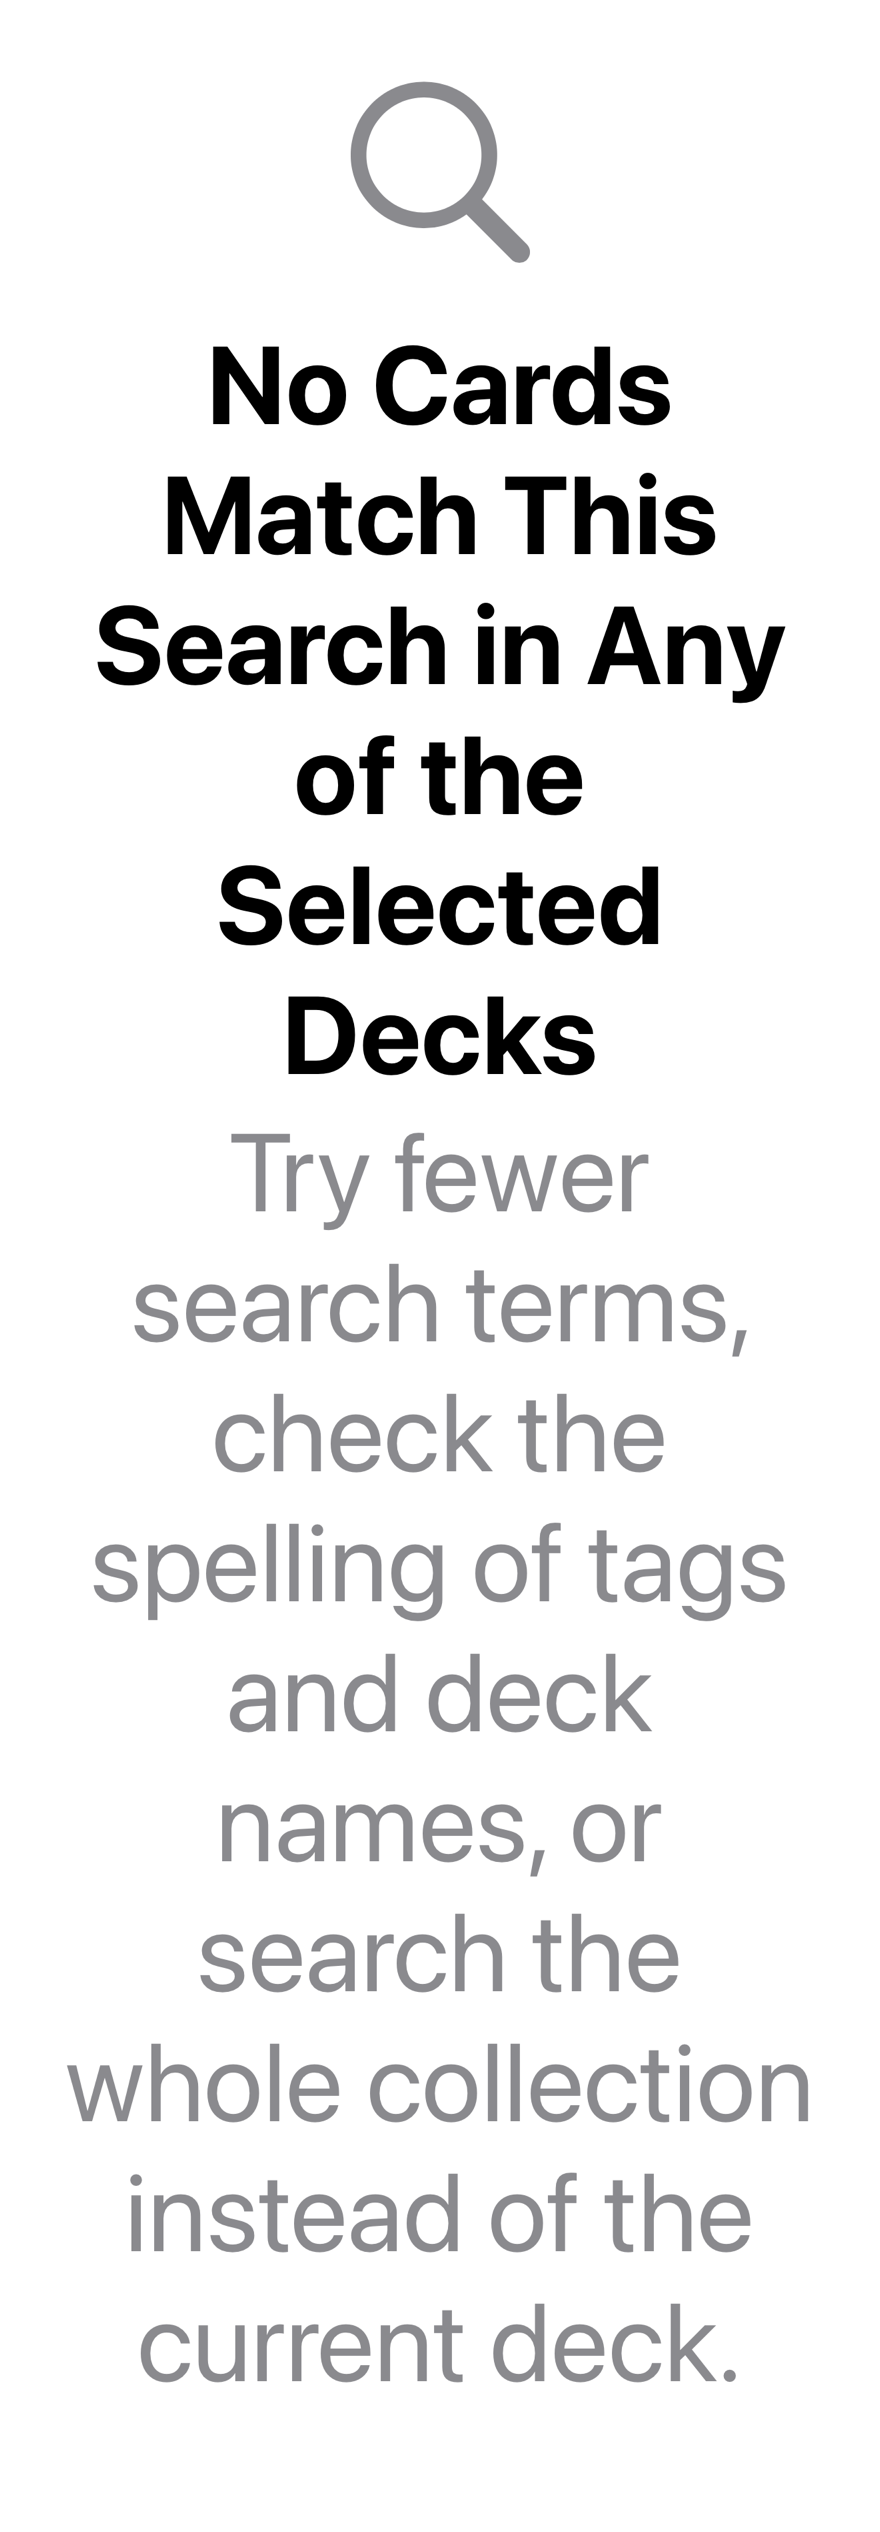 No Cards
Match This
Search in Any
of the
Selected
Decks
Try fewer
search terms,
check the
spelling of tags
and deck
names, or
search the
whole collection
instead of the
current deck.